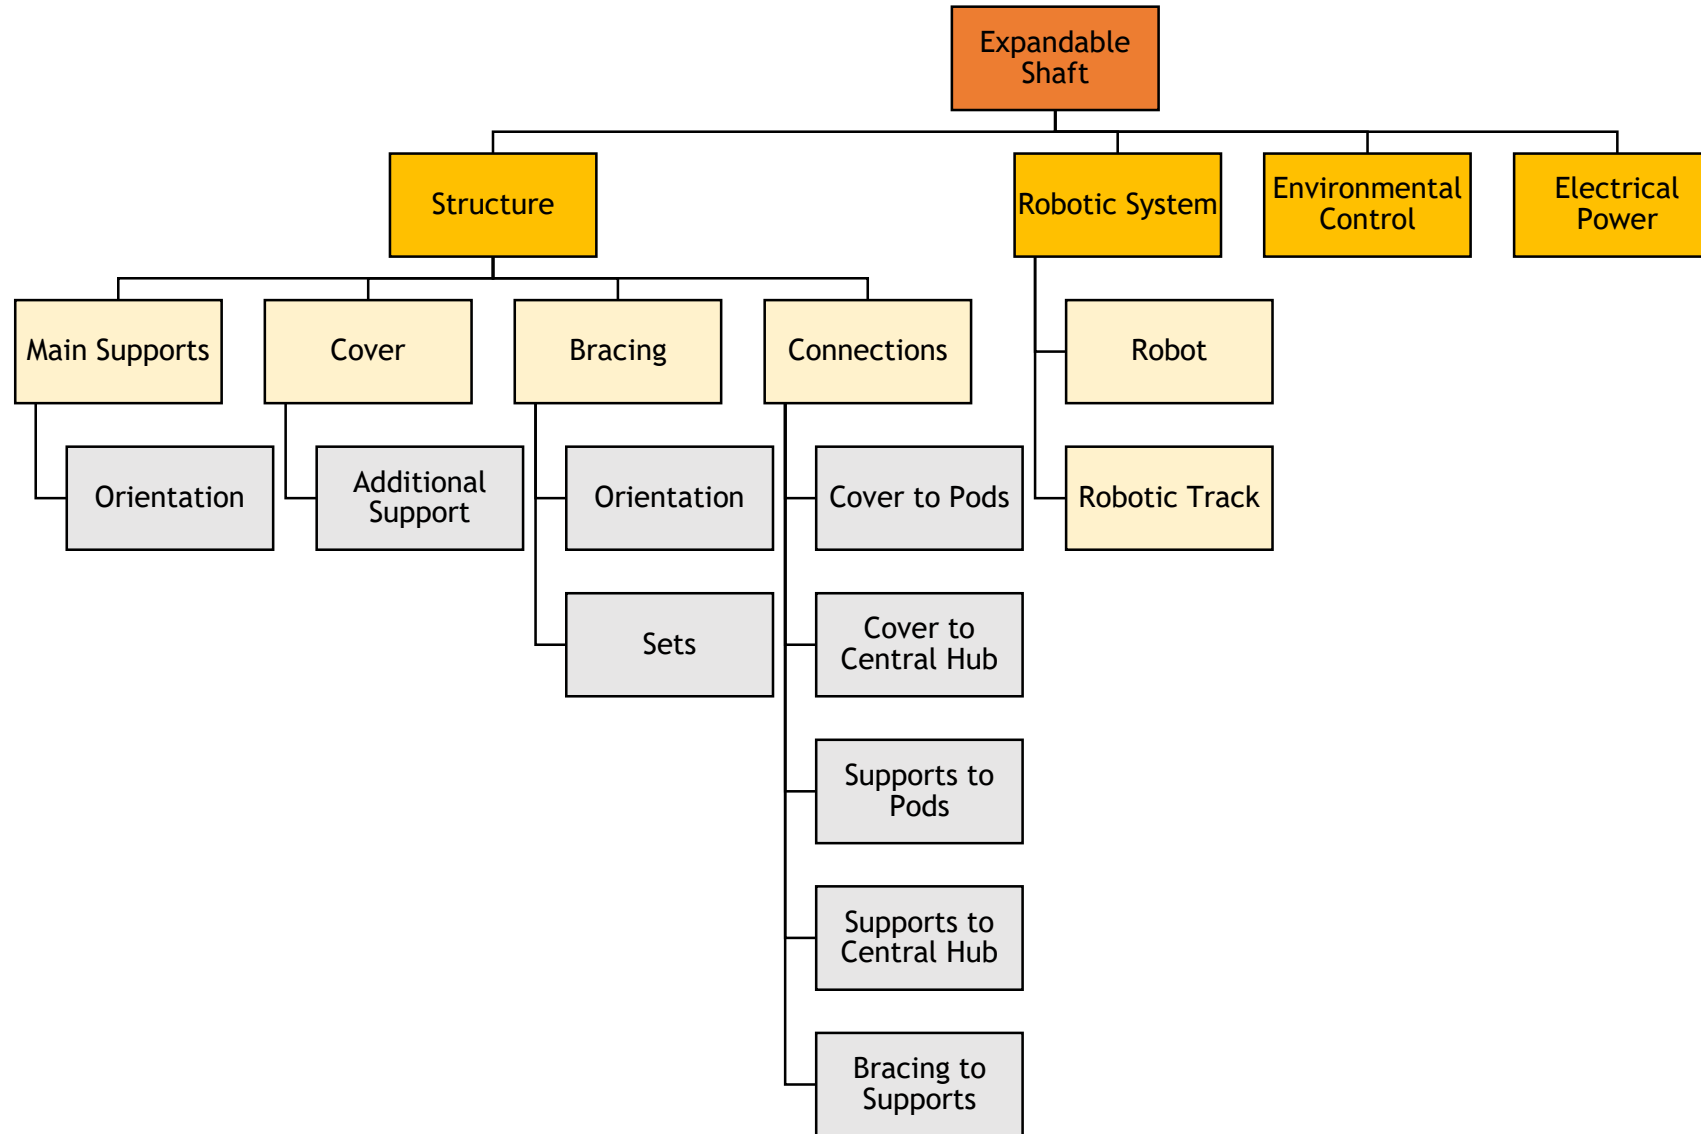 Expandable
Shaft
Structure
Robotic System
Environmental
Control
Electrical
Power
Main Supports
Cover
Bracing
Connections
Robot
Orientation
Additional
Support
Orientation
Cover to Pods
Robotic Track
Sets
Cover to
Central Hub
Supports to
Pods
Supports to
Central Hub
Bracing to
Supports